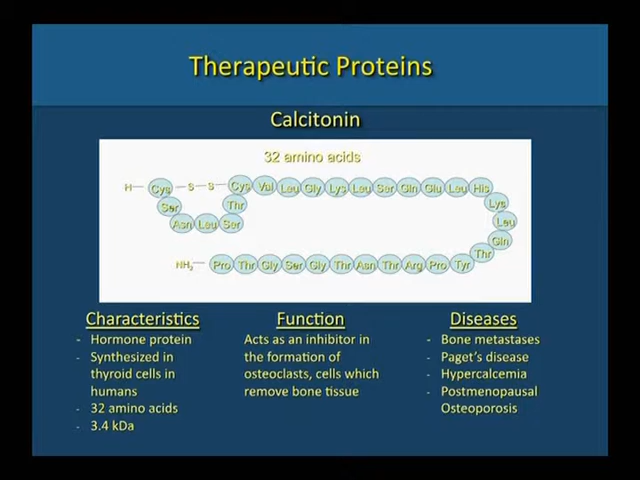 Therapeutic Proteins
Calcitonin
32 amino acids
H— Cys —S—S— Cys Val Leu Gly Lys Leu Ser Gln Glu Leu His
Ser Thr Lys
Asn Leu Ser Leu
Gln
Thr
NH₂— Pro Thr Gly Ser Gly Thr Asn Thr Arg Pro Tyr
Characteristics
- Hormone protein
- Synthesized in
thyroid cells in
humans
- 32 amino acids
- 3.4 kDa
Function
Acts as an inhibitor in
the formation of
osteoclasts, cells which
remove bone tissue
Diseases
- Bone metastases
- Paget's disease
- Hypercalcemia
- Postmenopausal
Osteoporosis